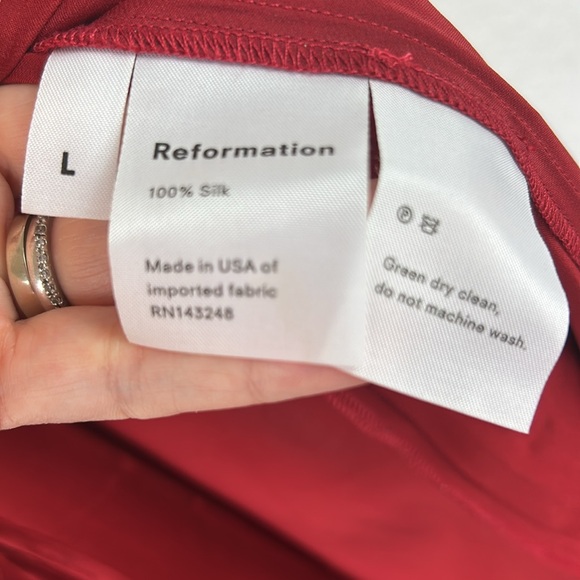 L
Reformation
100% Silk
Made in USA of
imported fabric
RN143248
P
Green dry clean,
do not machine wash.